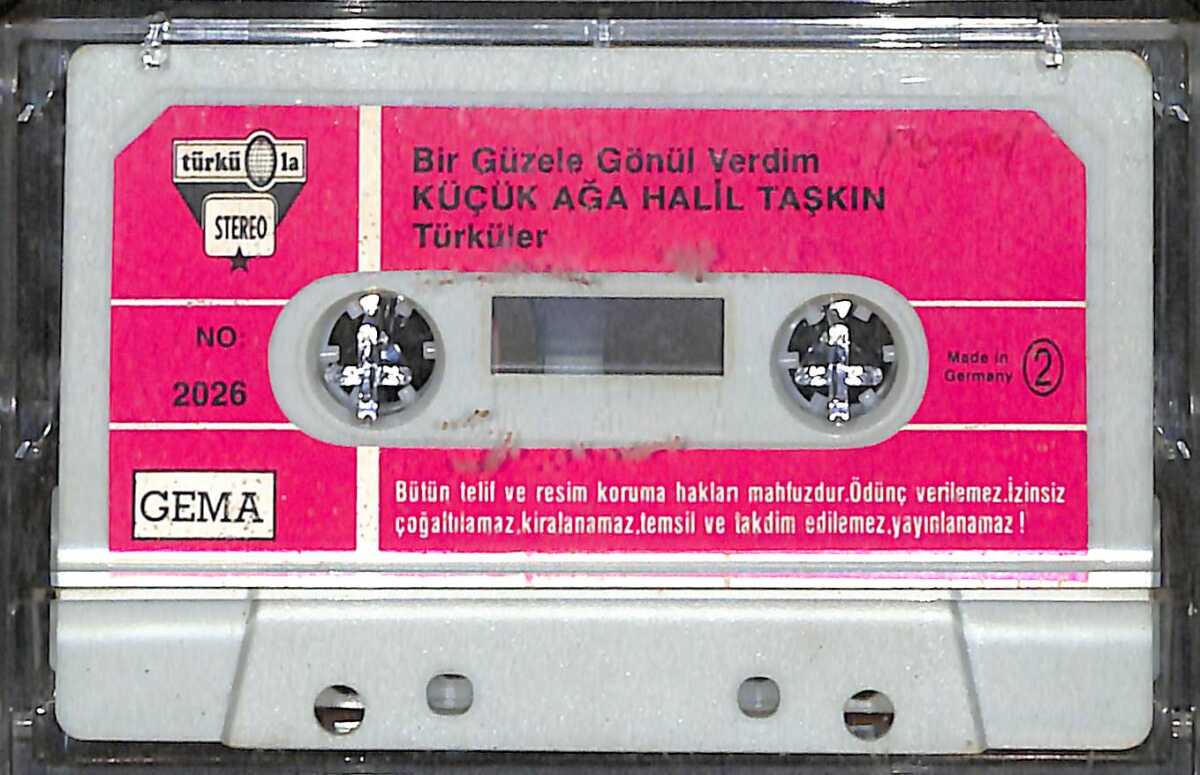 türkü la
STEREO
Bir Güzele Gönül Verdim
KÜÇÜK AĞA HALİL TAŞKIN
Türküler
NO
2026
Made in
Germany
2
GEMA
Bütün telif ve resim koruma hakları mahfuzdur.Ödünç verilemez.İzinsiz
çoğaltılamaz,kiralanamaz,temsil ve takdim edilemez,yayınlanamaz!